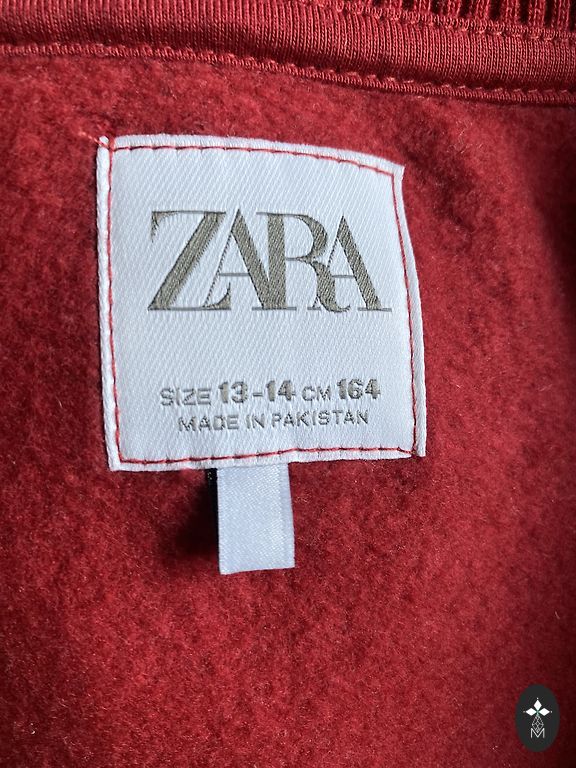 ZARA
SIZE 13-14 CM 164
MADE IN PAKISTAN
M